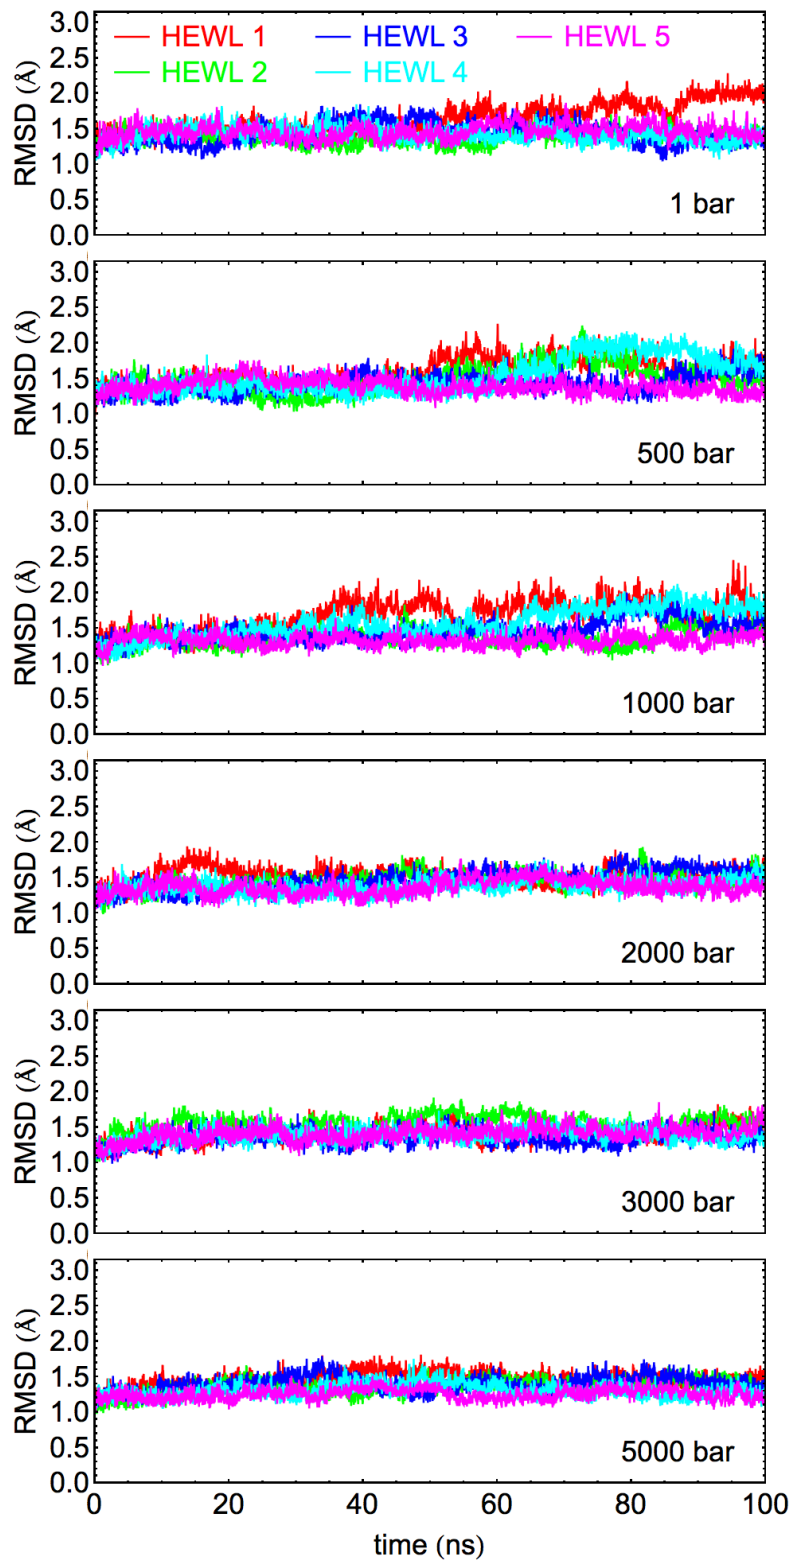 HEWL 1 HEWL 3 HEWL 5
HEWL 2 HEWL 4
3.0
2.5
2.0
1.5
1.0
0.5
0.0
RMSD (Å)
1 bar
3.0
2.5
2.0
1.5
1.0
0.5
0.0
RMSD (Å)
500 bar
3.0
2.5
2.0
1.5
1.0
0.5
0.0
RMSD (Å)
1000 bar
3.0
2.5
2.0
1.5
1.0
0.5
0.0
RMSD (Å)
2000 bar
3.0
2.5
2.0
1.5
1.0
0.5
0.0
RMSD (Å)
3000 bar
3.0
2.5
2.0
1.5
1.0
0.5
0.0
RMSD (Å)
5000 bar
0 20 40 60 80 100
time (ns)